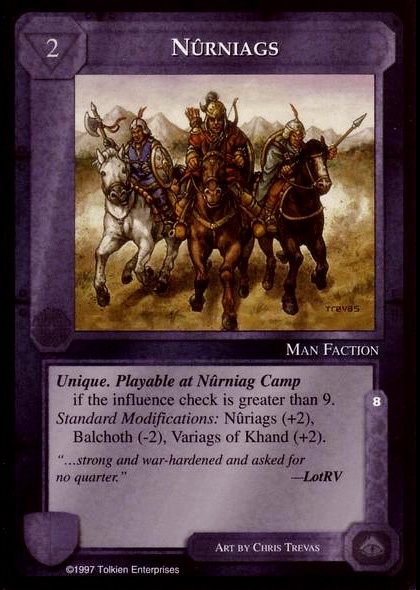 2
NÛRNIAGS
TREVAS
MAN FACTION
Unique. Playable at Nûrniag Camp
if the influence check is greater than 9.
8
Standard Modifications: Nûriags (+2),
Balchoth (-2), Variags of Khand (+2).
“...strong and war-hardened and asked for
no quarter.” —LotRV
ART BY CHRIS TREVAS
©1997 Tolkien Enterprises